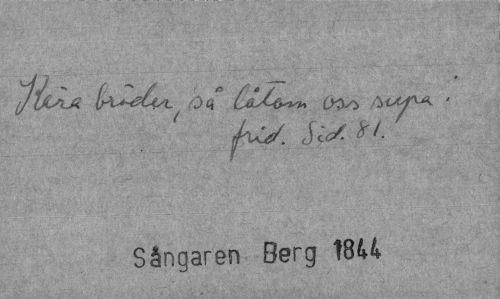 Kära bröder, så låtom oss supa i
frid. Sid. 81.
Sångaren Berg 1844